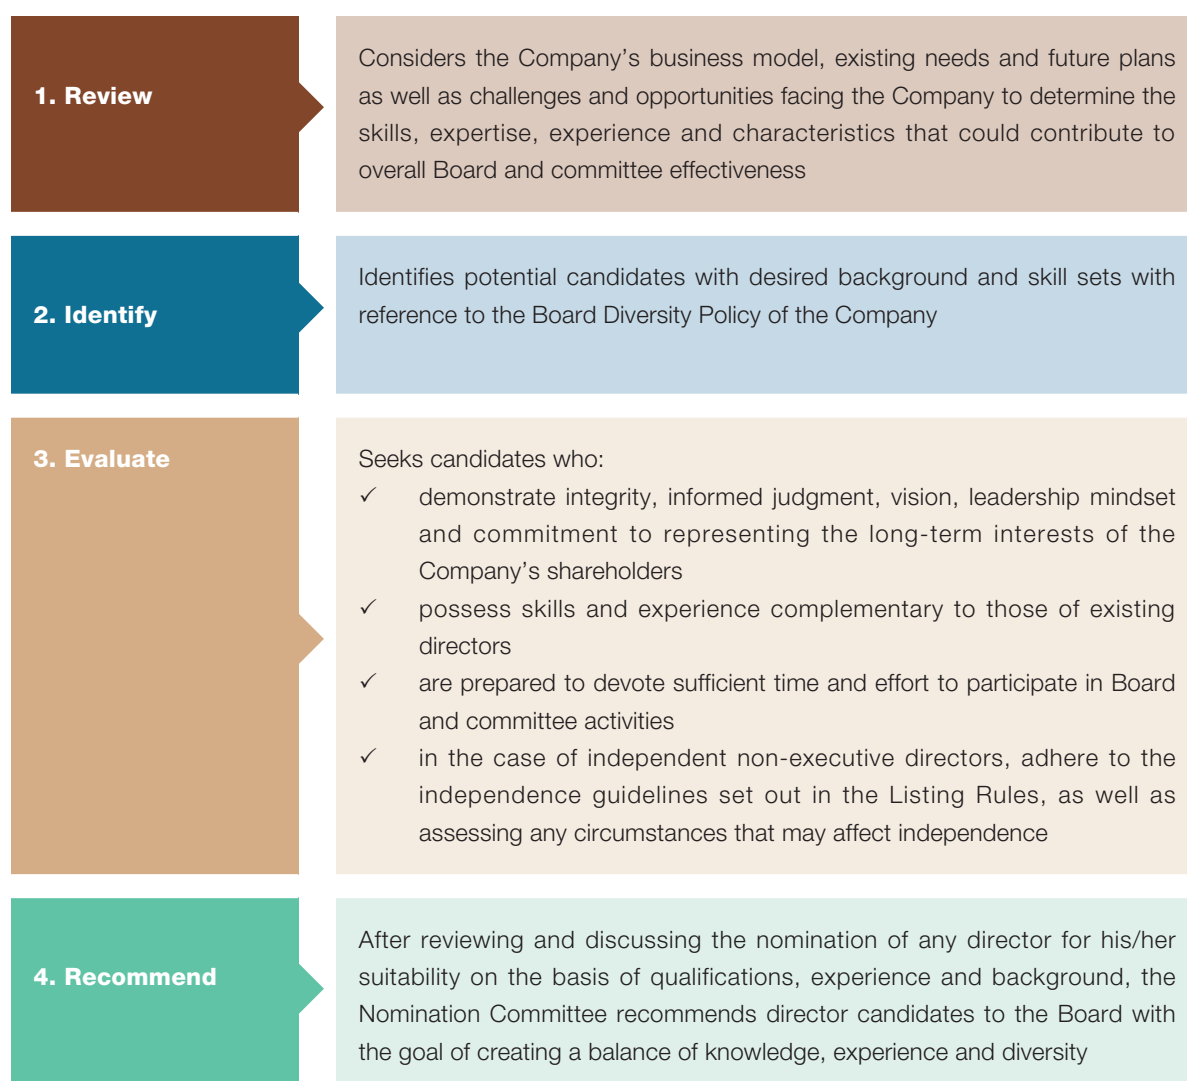 1. Review
Considers the Company’s business model, existing needs and future plans
as well as challenges and opportunities facing the Company to determine the
skills, expertise, experience and characteristics that could contribute to
overall Board and committee effectiveness
2. Identify
Identifies potential candidates with desired background and skill sets with
reference to the Board Diversity Policy of the Company
3. Evaluate
Seeks candidates who:
✓ demonstrate integrity, informed judgment, vision, leadership mindset
and commitment to representing the long-term interests of the
Company’s shareholders
✓ possess skills and experience complementary to those of existing
directors
✓ are prepared to devote sufficient time and effort to participate in Board
and committee activities
✓ in the case of independent non-executive directors, adhere to the
independence guidelines set out in the Listing Rules, as well as
assessing any circumstances that may affect independence
4. Recommend
After reviewing and discussing the nomination of any director for his/her
suitability on the basis of qualifications, experience and background, the
Nomination Committee recommends director candidates to the Board with
the goal of creating a balance of knowledge, experience and diversity